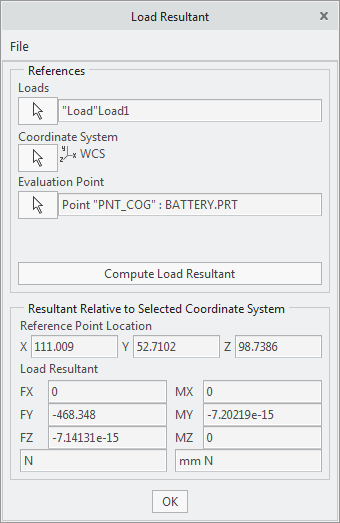 Load Resultant x
File
References
Loads
"Load"Load1
Coordinate System
y z x WCS
Evaluation Point
Point "PNT_COG" : BATTERY.PRT
Compute Load Resultant
Resultant Relative to Selected Coordinate System
Reference Point Location
X 111.009 Y 52.7102 Z 98.7386
Load Resultant
FX 0 MX 0
FY -468.348 MY -7.20219e-15
FZ -7.14131e-15 MZ 0
N mm N
OK